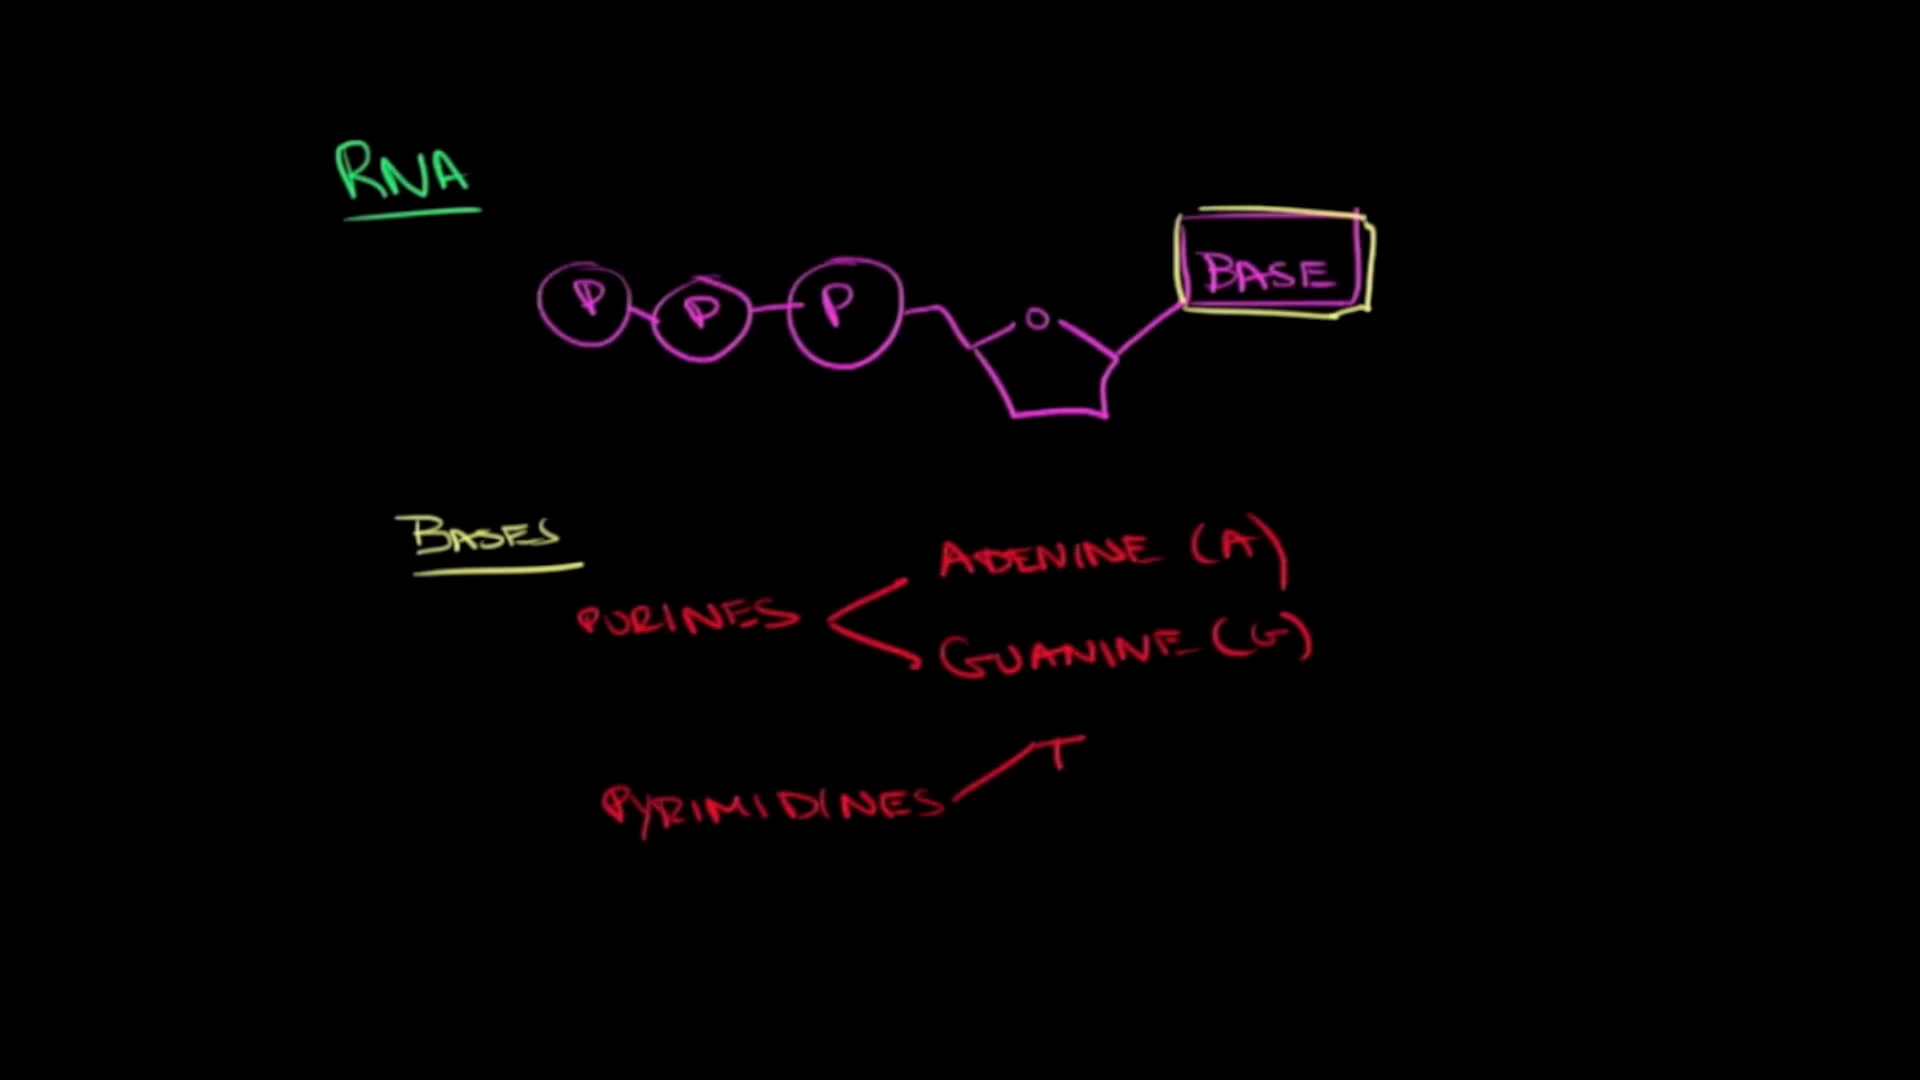 RNA
P P P O BASE
BASES
PURINES ADENINE (A)
GUANINE (G)
PYRIMIDINES T